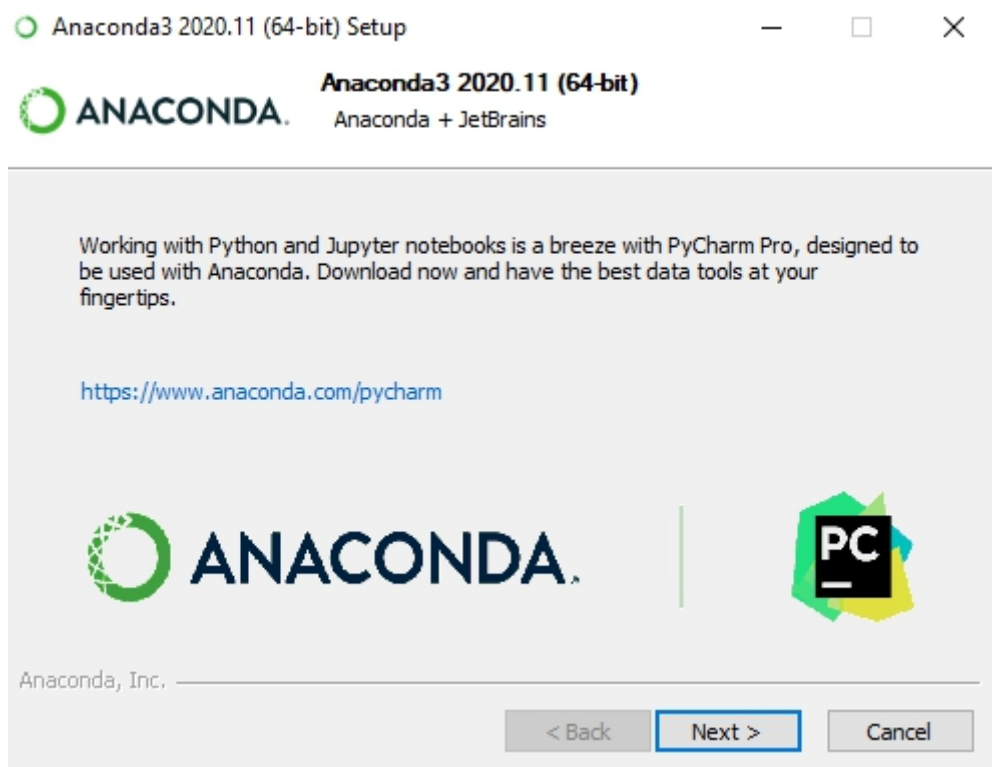 Anaconda3 2020.11 (64-bit) Setup
ANACONDA.
Anaconda3 2020.11 (64-bit)
Anaconda + JetBrains
Working with Python and Jupyter notebooks is a breeze with PyCharm Pro, designed to
be used with Anaconda. Download now and have the best data tools at your
fingertips.
https://www.anaconda.com/pycharm
ANACONDA.
PC
Anaconda, Inc.
< Back
Next >
Cancel